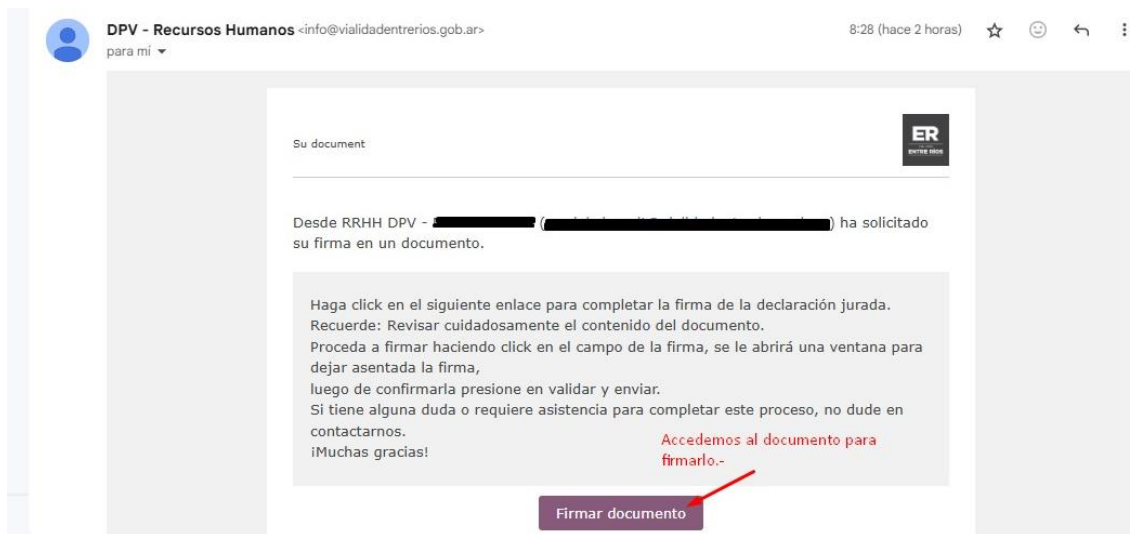 DPV - Recursos Humanos <info@vialidadentrerios.gob.ar>
8:28 (hace 2 horas)
para mí
Su document
ER
ENTRE RÍOS
Desde RRHH DPV - ( ) ha solicitado
su firma en un documento.
Haga click en el siguiente enlace para completar la firma de la declaración jurada.
Recuerde: Revisar cuidadosamente el contenido del documento.
Proceda a firmar haciendo click en el campo de la firma, se le abrirá una ventana para
dejar asentada la firma,
luego de confirmarla presione en validar y enviar.
Si tiene alguna duda o requiere asistencia para completar este proceso, no dude en
contactarnos.
¡Muchas gracias!
Accedemos al documento para
firmarlo.-
Firmar documento